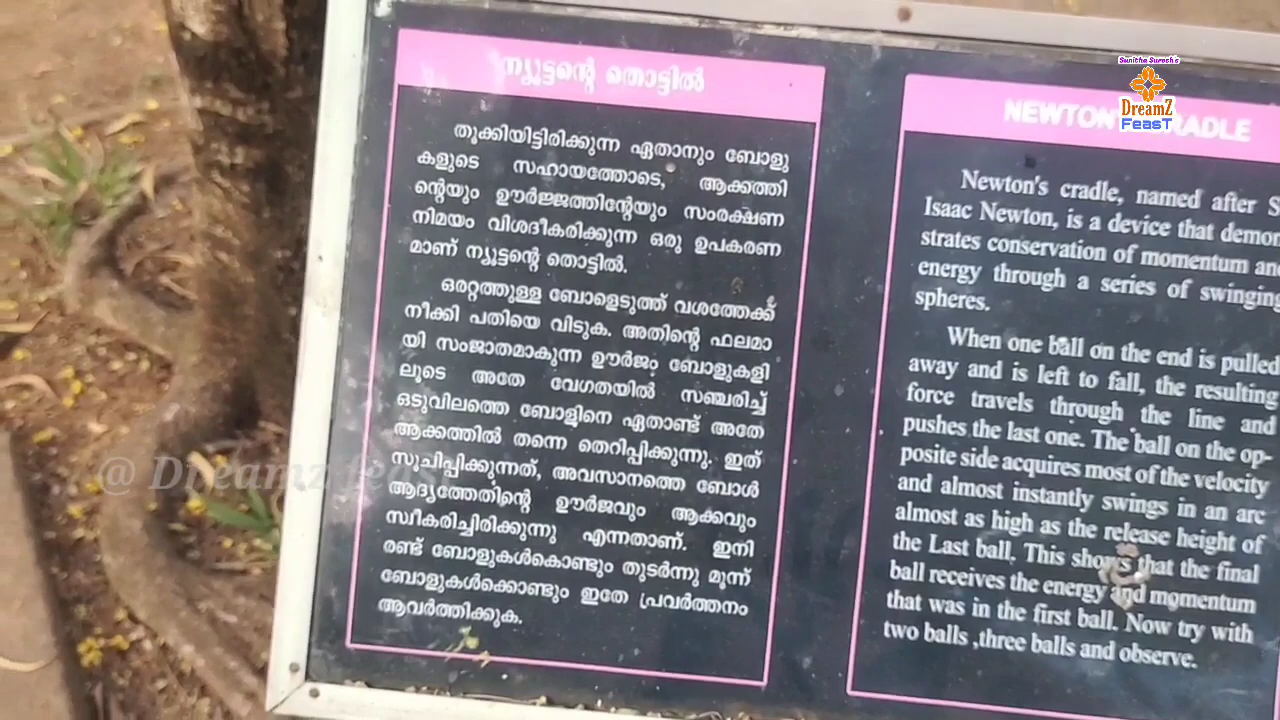 ന്യൂട്ടന്റെ തൊട്ടിൽ
തൂക്കിയിട്ടിരിക്കുന്ന ഏതാനും ബോളു
കളുടെ സഹായത്തോടെ, ആക്കത്തി
ന്റെയും ഊർജ്ജത്തിന്റേയും സംരക്ഷണ
നിമയം വിശദീകരിക്കുന്ന ഒരു ഉപകരണ
മാണ് ന്യൂട്ടന്റെ തൊട്ടിൽ.
ഒരറ്റത്തുള്ള ബോളെടുത്ത് വശത്തേക്ക്
നീക്കി പതിയെ വിടുക. അതിന്റെ ഫലമാ
യി സംജാതമാകുന്ന ഊർജം ബോളുകളി
ലൂടെ അതേ വേഗതയിൽ സഞ്ചരിച്ച്
ഒടുവിലത്തെ ബോളിനെ ഏതാണ്ട് അതേ
ആക്കത്തിൽ തന്നെ തെറിപ്പിക്കുന്നു. ഇത്
സൂചിപ്പിക്കുന്നത്, അവസാനത്തെ ബോൾ
ആദ്യത്തേതിന്റെ ഊർജവും ആക്കവും
സ്വീകരിച്ചിരിക്കുന്നു എന്നതാണ്. ഇനി
രണ്ട് ബോളുകൾകൊണ്ടും തുടർന്നു മൂന്ന്
ബോളുകൾക്കൊണ്ടും ഇതേ പ്രവർത്തനം
ആവർത്തിക്കുക.
NEWTON'S CRADLE
Newton's cradle, named after S
Isaac Newton, is a device that demon
strates conservation of momentum and
energy through a series of swinging
spheres.
When one ball on the end is pulled
away and is left to fall, the resulting
force travels through the line and
pushes the last one. The ball on the op-
posite side acquires most of the velocity
and almost instantly swings in an arc
almost as high as the release height of
the Last ball. This shows that the final
ball receives the energy and momentum
that was in the first ball. Now try with
two balls ,three balls and observe.
Sunitha Suresh's
DreamZ
FeasT
@ Dreamz feast